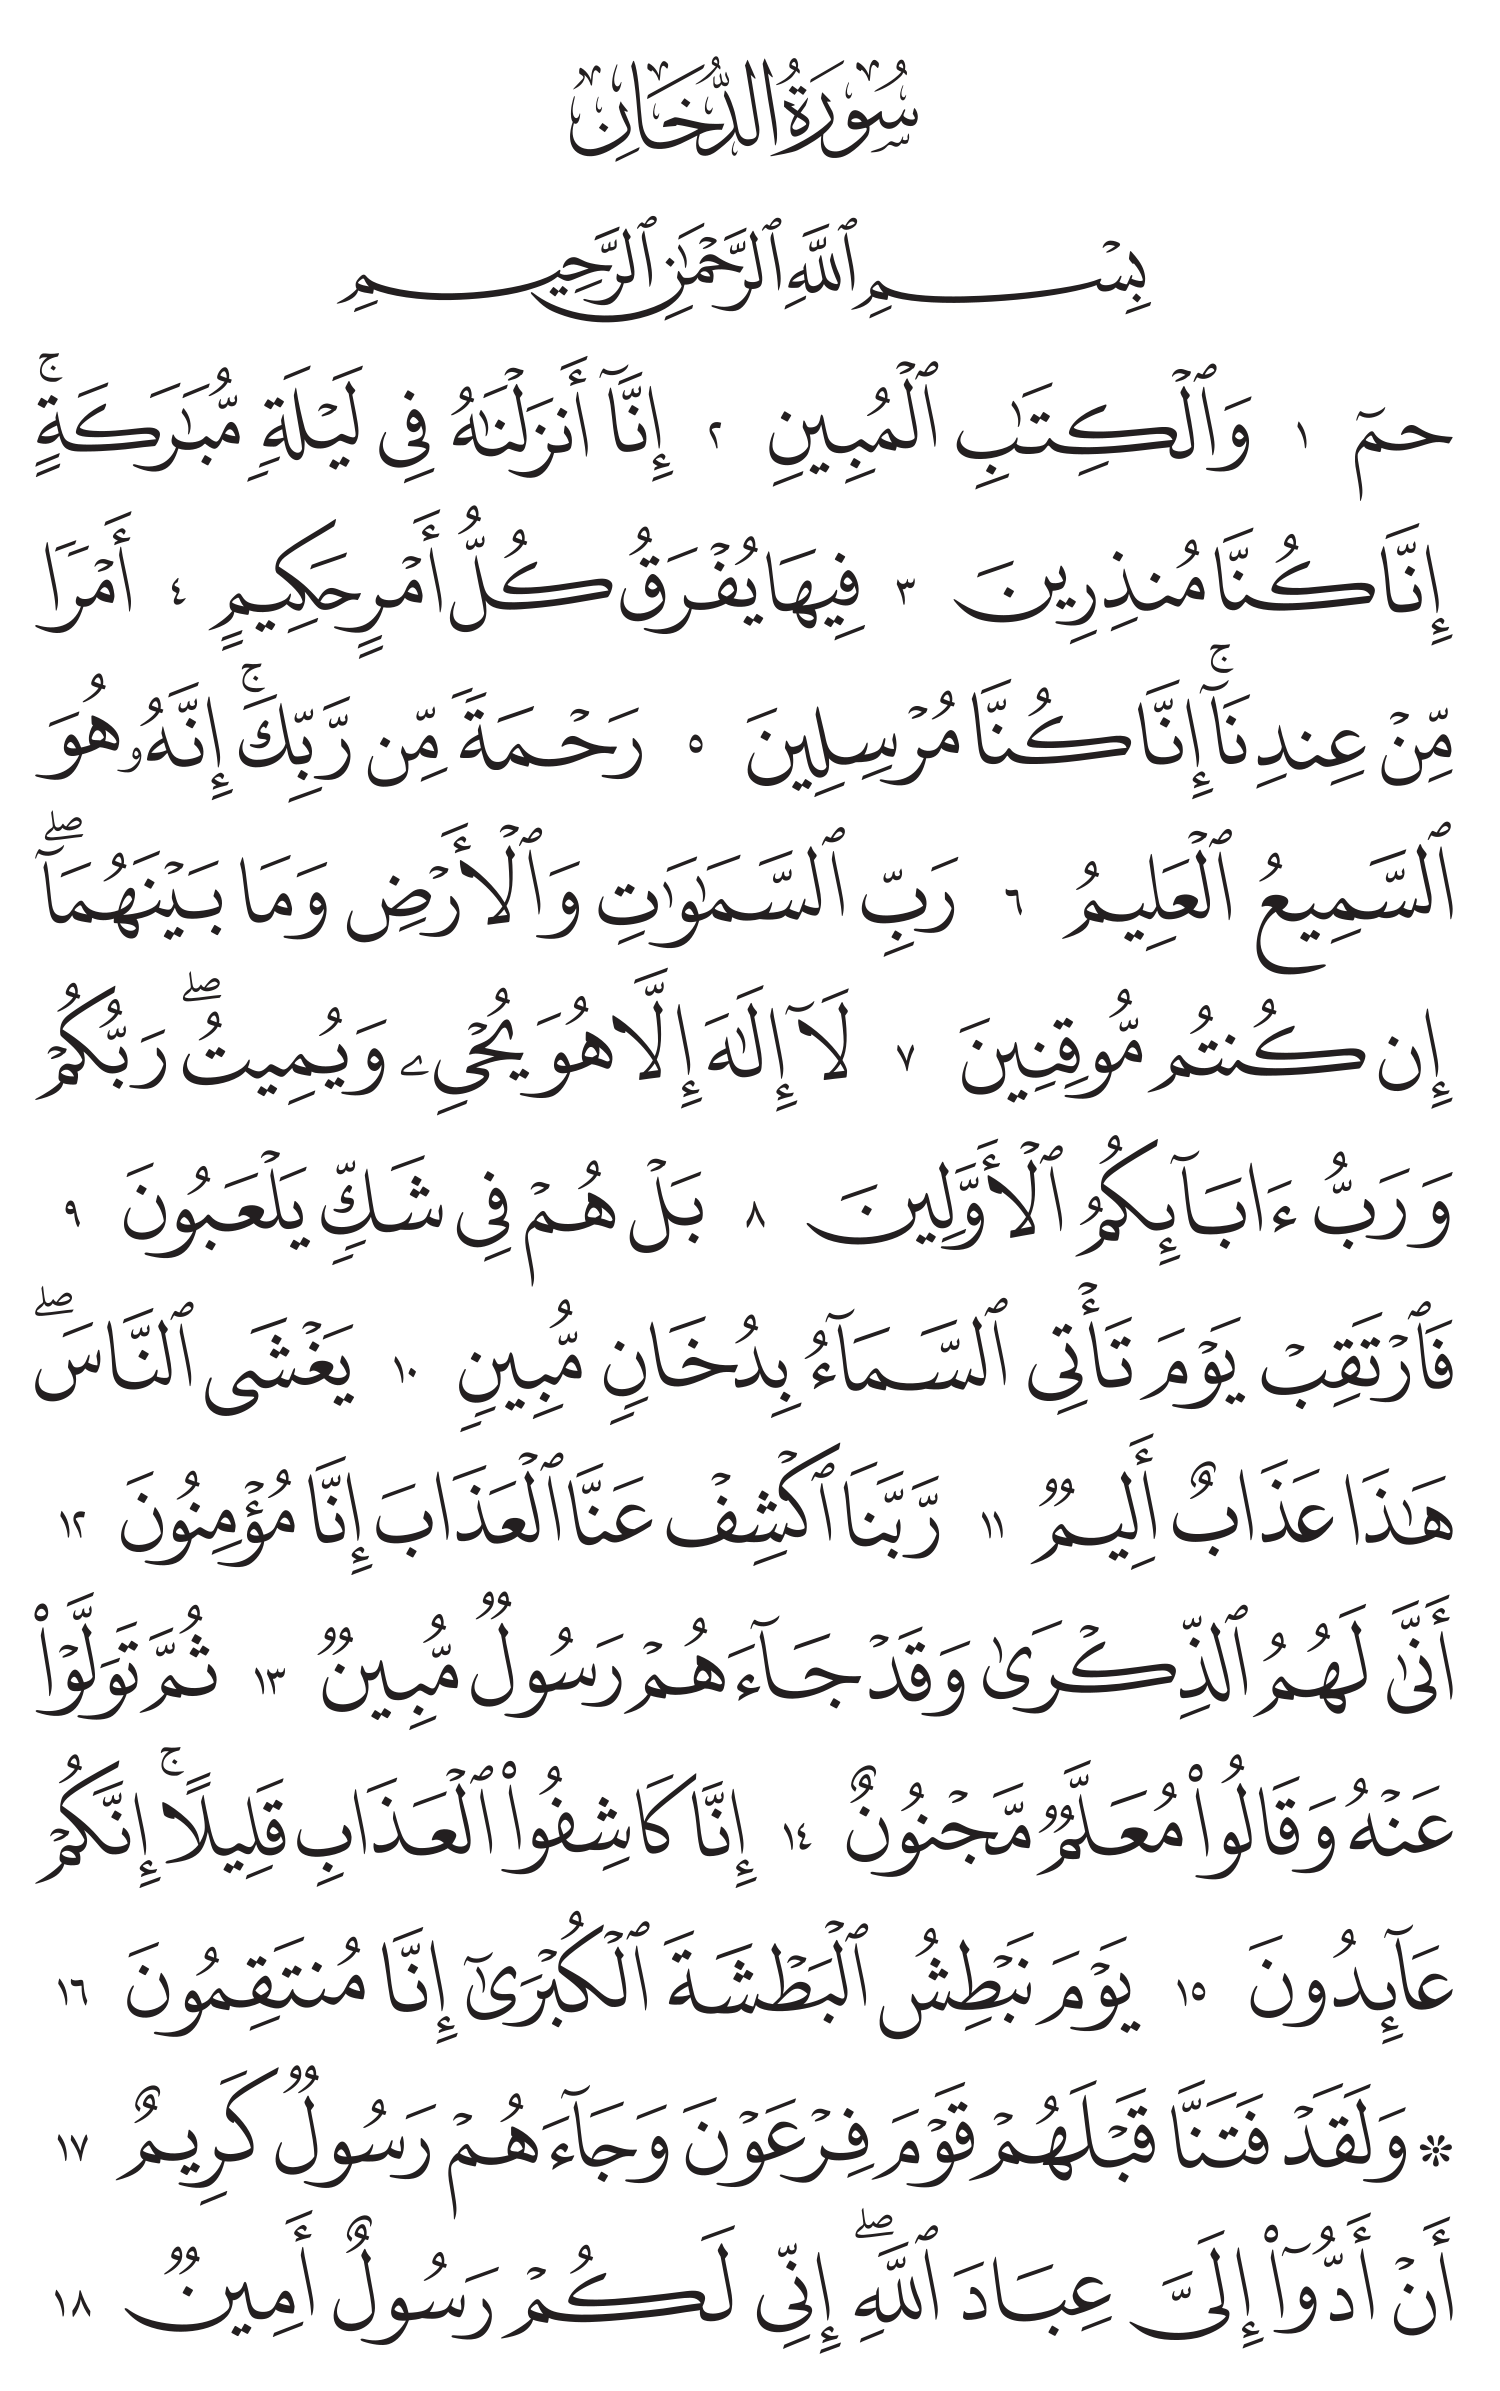 سُورَةُ الدُّخَانِ
بِسْمِ ٱللَّهِ ٱلرَّحْمَٰنِ ٱلرَّحِيمِ
حمٓ ١ وَٱلْكِتَٰبِ ٱلْمُبِينِ ٢ إِنَّآ أَنزَلْنَٰهُ فِى لَيْلَةٍ مُّبَٰرَكَةٍ ۚ
إِنَّا كُنَّا مُنذِرِينَ ٣ فِيهَا يُفْرَقُ كُلُّ أَمْرٍ حَكِيمٍ ٤ أَمْرًا
مِّنْ عِندِنَآ ۚ إِنَّا كُنَّا مُرْسِلِينَ ٥ رَحْمَةً مِّن رَّبِّكَ ۚ إِنَّهُۥ هُوَ
ٱلسَّمِيعُ ٱلْعَلِيمُ ٦ رَبِّ ٱلسَّمَٰوَٰتِ وَٱلْأَرْضِ وَمَا بَيْنَهُمَآ ۖ
إِن كُنتُم مُّوقِنِينَ ٧ لَآ إِلَٰهَ إِلَّا هُوَ يُحْىِۦ وَيُمِيتُ ۖ رَبُّكُمْ
وَرَبُّ ءَابَآئِكُمُ ٱلْأَوَّلِينَ ٨ بَلْ هُمْ فِى شَكٍّ يَلْعَبُونَ ٩
فَٱرْتَقِبْ يَوْمَ تَأْتِى ٱلسَّمَآءُ بِدُخَانٍ مُّبِينٍ ١٠ يَغْشَى ٱلنَّاسَ ۖ
هَٰذَا عَذَابٌ أَلِيمٌ ١١ رَّبَّنَا ٱكْشِفْ عَنَّا ٱلْعَذَابَ إِنَّا مُؤْمِنُونَ ١٢
أَنَّىٰ لَهُمُ ٱلذِّكْرَىٰ وَقَدْ جَآءَهُمْ رَسُولٌ مُّبِينٌ ١٣ ثُمَّ تَوَلَّوْا۟
عَنْهُ وَقَالُوا۟ مُعَلَّمٌ مَّجْنُونٌ ١٤ إِنَّا كَاشِفُوا۟ ٱلْعَذَابِ قَلِيلًا ۚ إِنَّكُمْ
عَآئِدُونَ ١٥ يَوْمَ نَبْطِشُ ٱلْبَطْشَةَ ٱلْكُبْرَىٰٓ إِنَّا مُنتَقِمُونَ ١٦
* وَلَقَدْ فَتَنَّا قَبْلَهُمْ قَوْمَ فِرْعَوْنَ وَجَآءَهُمْ رَسُولٌ كَرِيمٌ ١٧
أَنْ أَدُّوٓا۟ إِلَىَّ عِبَادَ ٱللَّهِ ۖ إِنِّى لَكُمْ رَسُولٌ أَمِينٌ ١٨